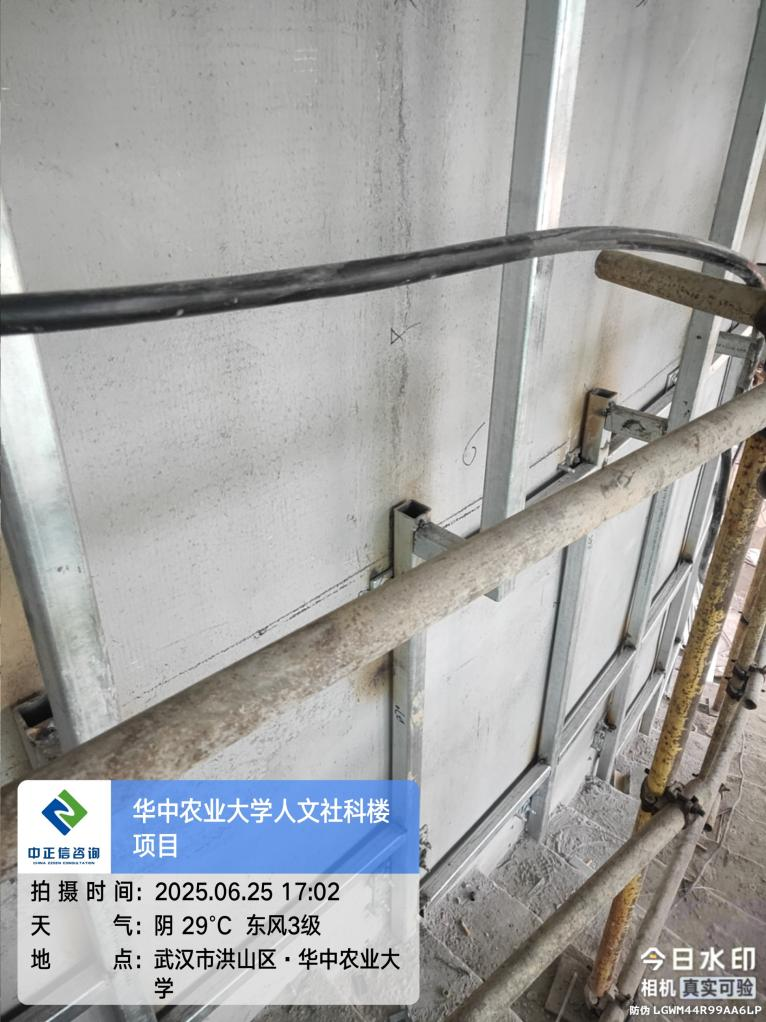 6
中正信咨询
CHINA ZZXEN CONSULTATION
华中农业大学人文社科楼
项目
拍摄时间: 2025.06.25 17:02
天气: 阴 29°C 东风3级
地点: 武汉市洪山区·华中农业大
学
今日水印
相机 真实可验
防伪 LGWM44R99AA6LP